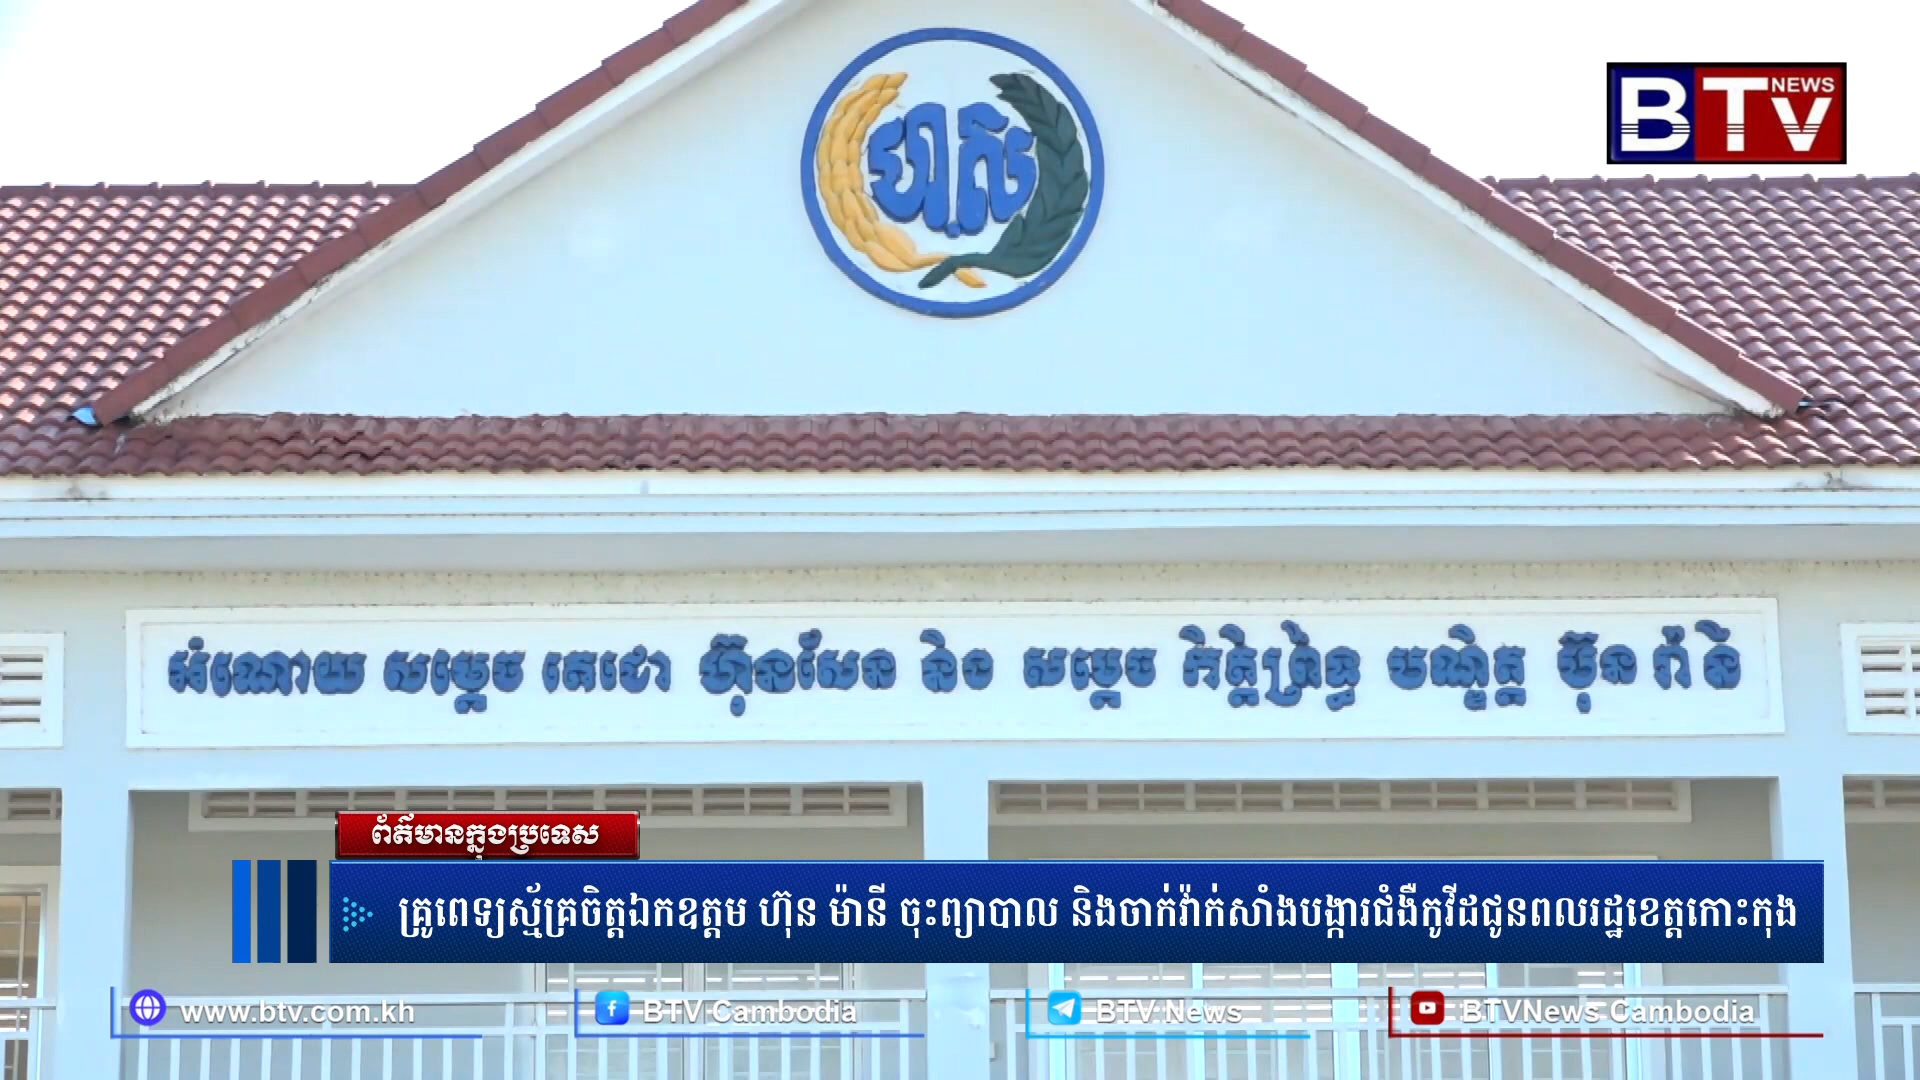 BTV NEWS
ហ.ស
អំណោយ សម្តេច តេជោ ហ៊ុនសែន និង សម្តេច កិត្តិព្រឹទ្ធ បណ្ឌិត ប៊ុន រ៉ានី
ព័ត៌មានក្នុងប្រទេស
គ្រូពេទ្យស្ម័គ្រចិត្តឯកឧត្តម ហ៊ុន ម៉ានី ចុះព្យាបាល និងចាក់វ៉ាក់សាំងបង្ការជំងឺកូវីដជូនពលរដ្ឋខេត្តកោះកុង
www.btv.com.kh BTV Cambodia BTV News BTVNews Cambodia